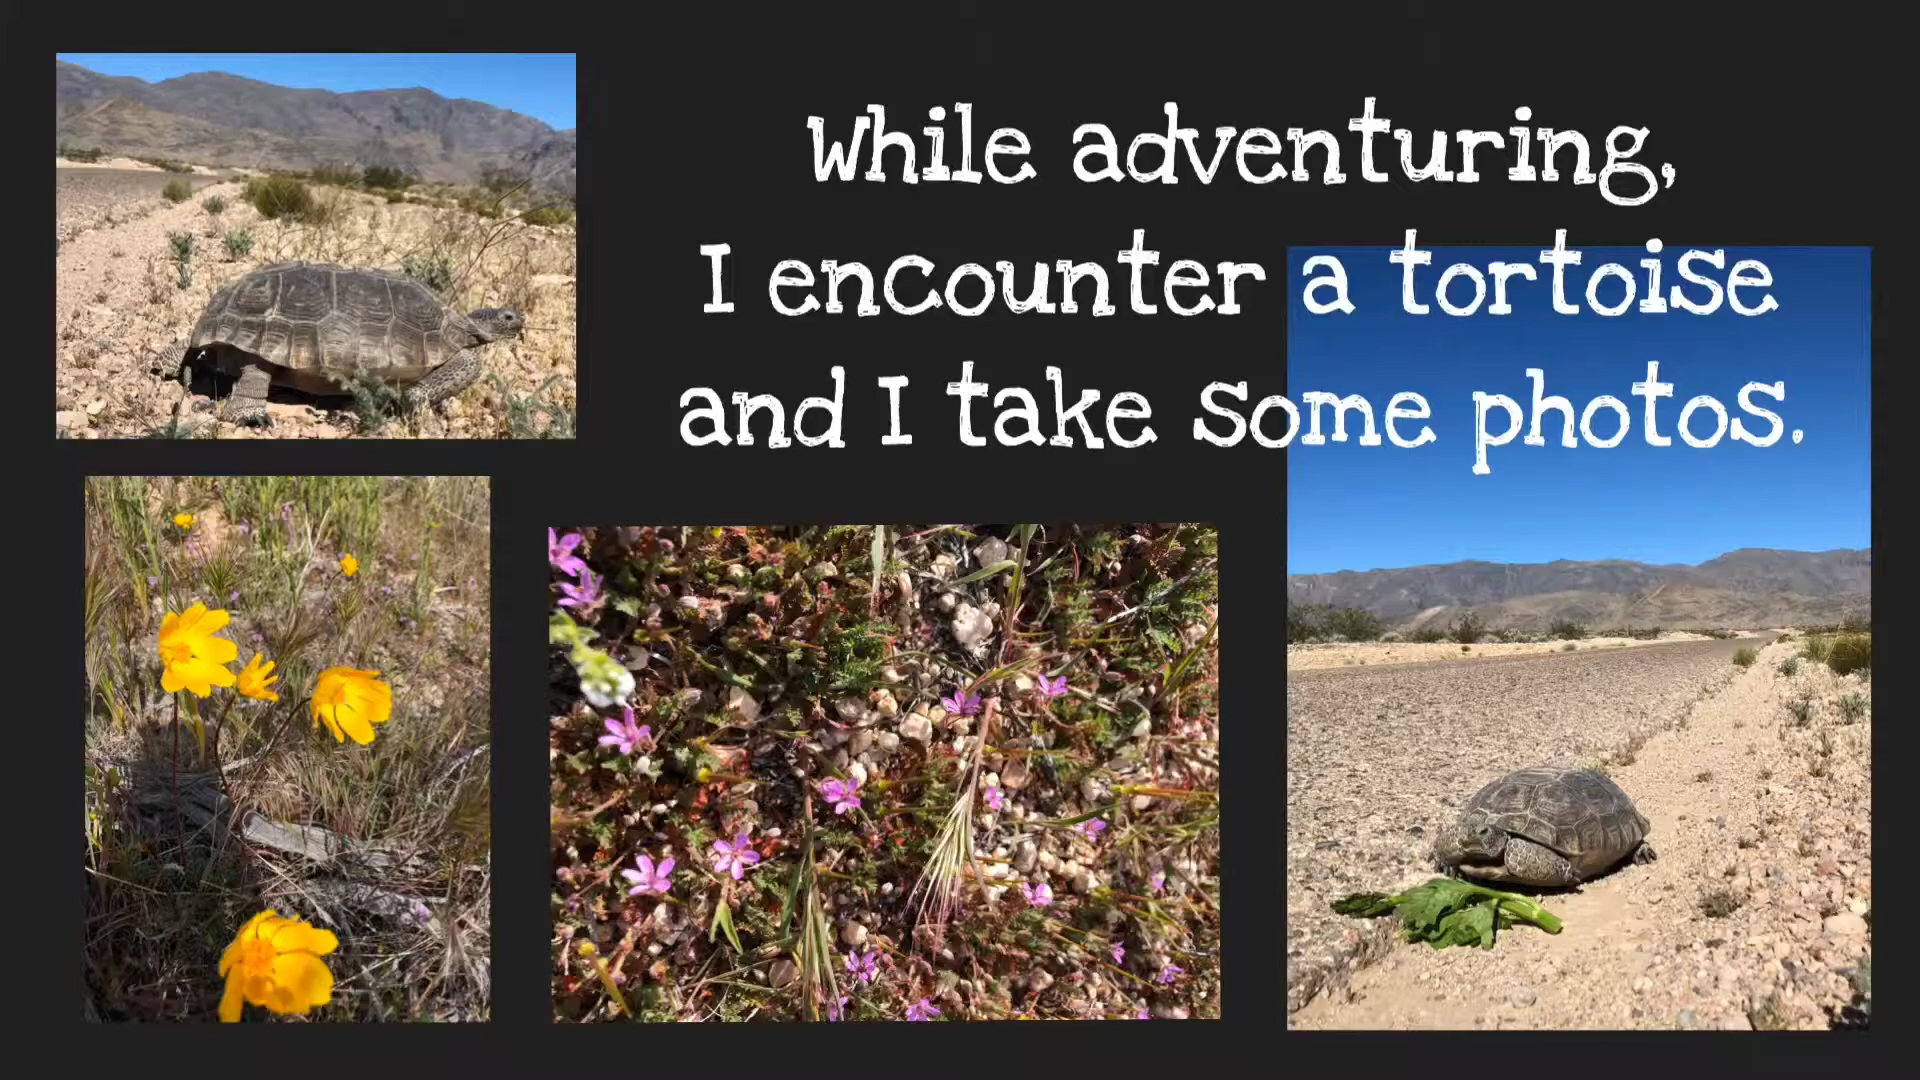 While adventuring,
I encounter a tortoise
and I take some photos.